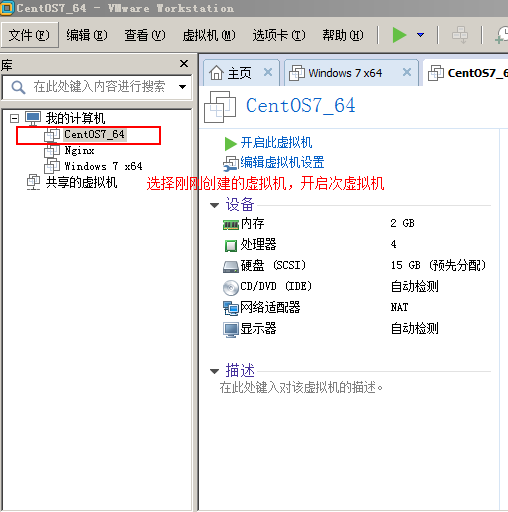 CentOS7_64 - VMware Workstation
文件(F) 编辑(E) 查看(V) 虚拟机(M) 选项卡(T) 帮助(H)
库
在此处键入内容进行搜索
主页 Windows 7 x64 CentOS7_6
我的计算机
CentOS7_64
Nginx
Windows 7 x64
共享的虚拟机
选择刚刚创建的虚拟机，开启次虚拟机
CentOS7_64
开启此虚拟机
编辑虚拟机设置
设备
内存 2 GB
处理器 4
硬盘 (SCSI) 15 GB (预先分配)
CD/DVD (IDE) 自动检测
网络适配器 NAT
显示器 自动检测
描述
在此处键入对该虚拟机的描述。